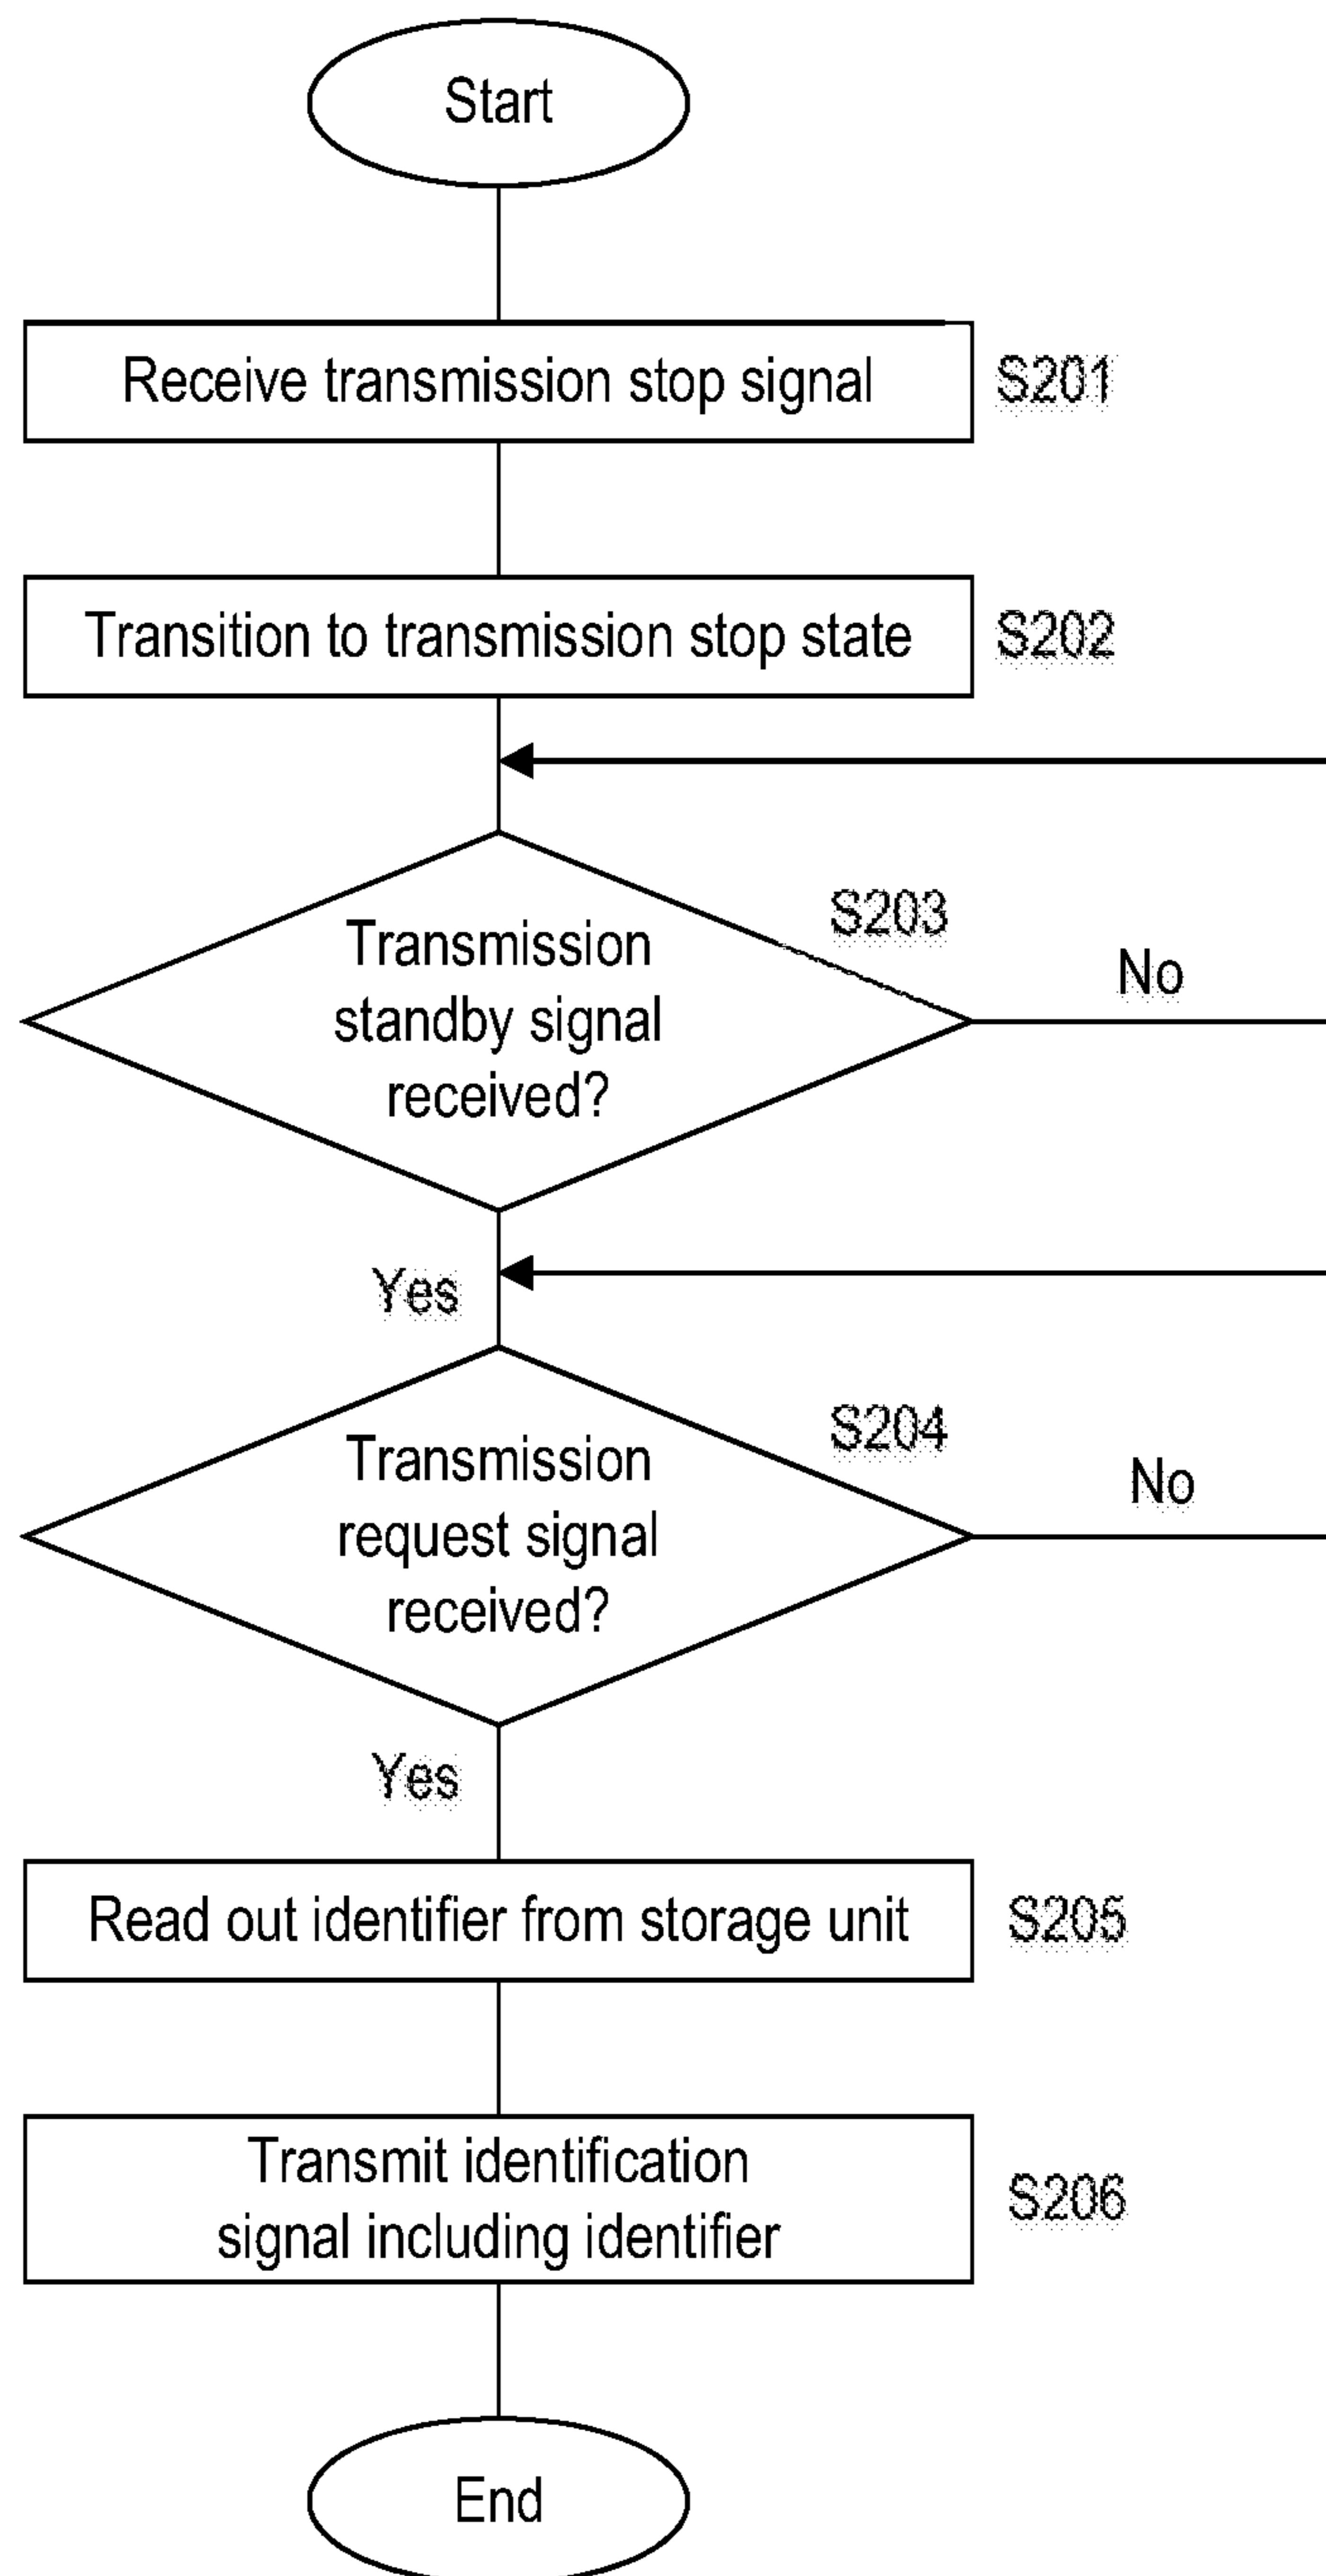 Start
Receive transmission stop signal
S201
Transition to transmission stop state
S202
Transmission
standby signal
received?
S203
No
Yes
Transmission
request signal
received?
S204
No
Yes
Read out identifier from storage unit
S205
Transmit identification
signal including identifier
S206
End